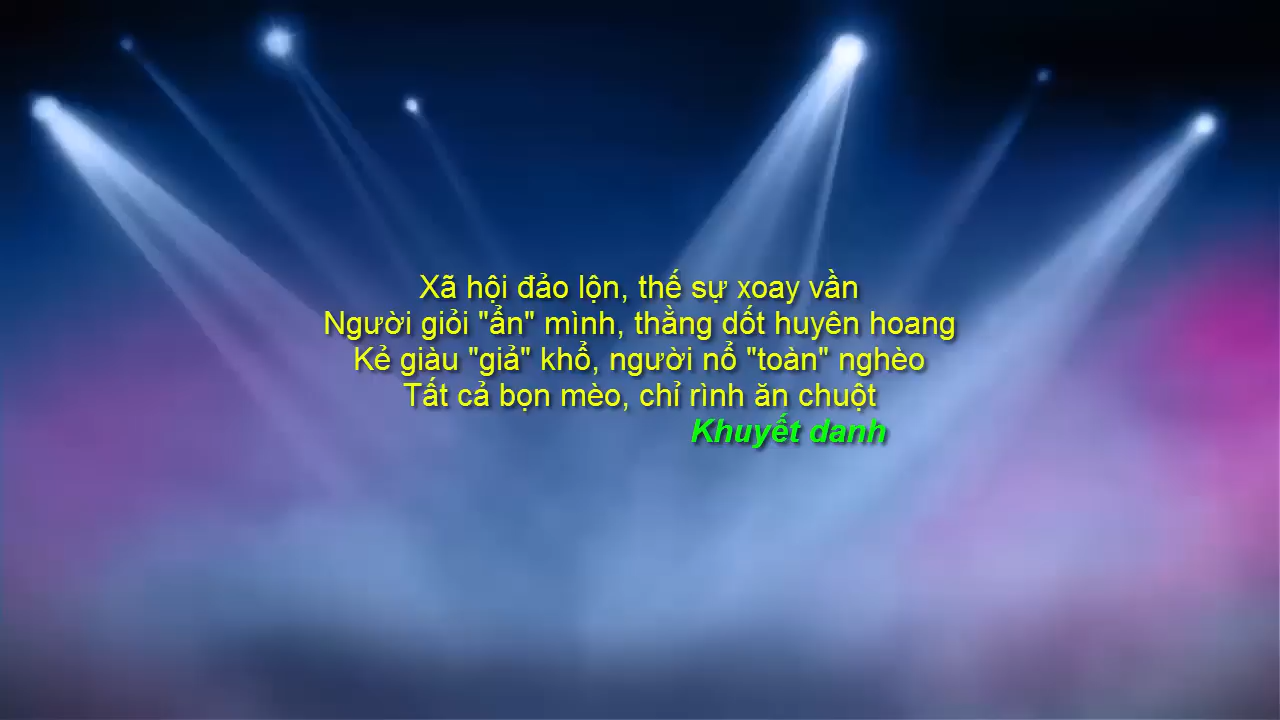 Xã hội đảo lộn, thế sự xoay vần
Người giỏi "ẩn" mình, thằng dốt huyên hoang
Kẻ giàu "giả" khổ, người nổ "toàn" nghèo
Tất cả bọn mèo, chỉ rình ăn chuột
Khuyết danh